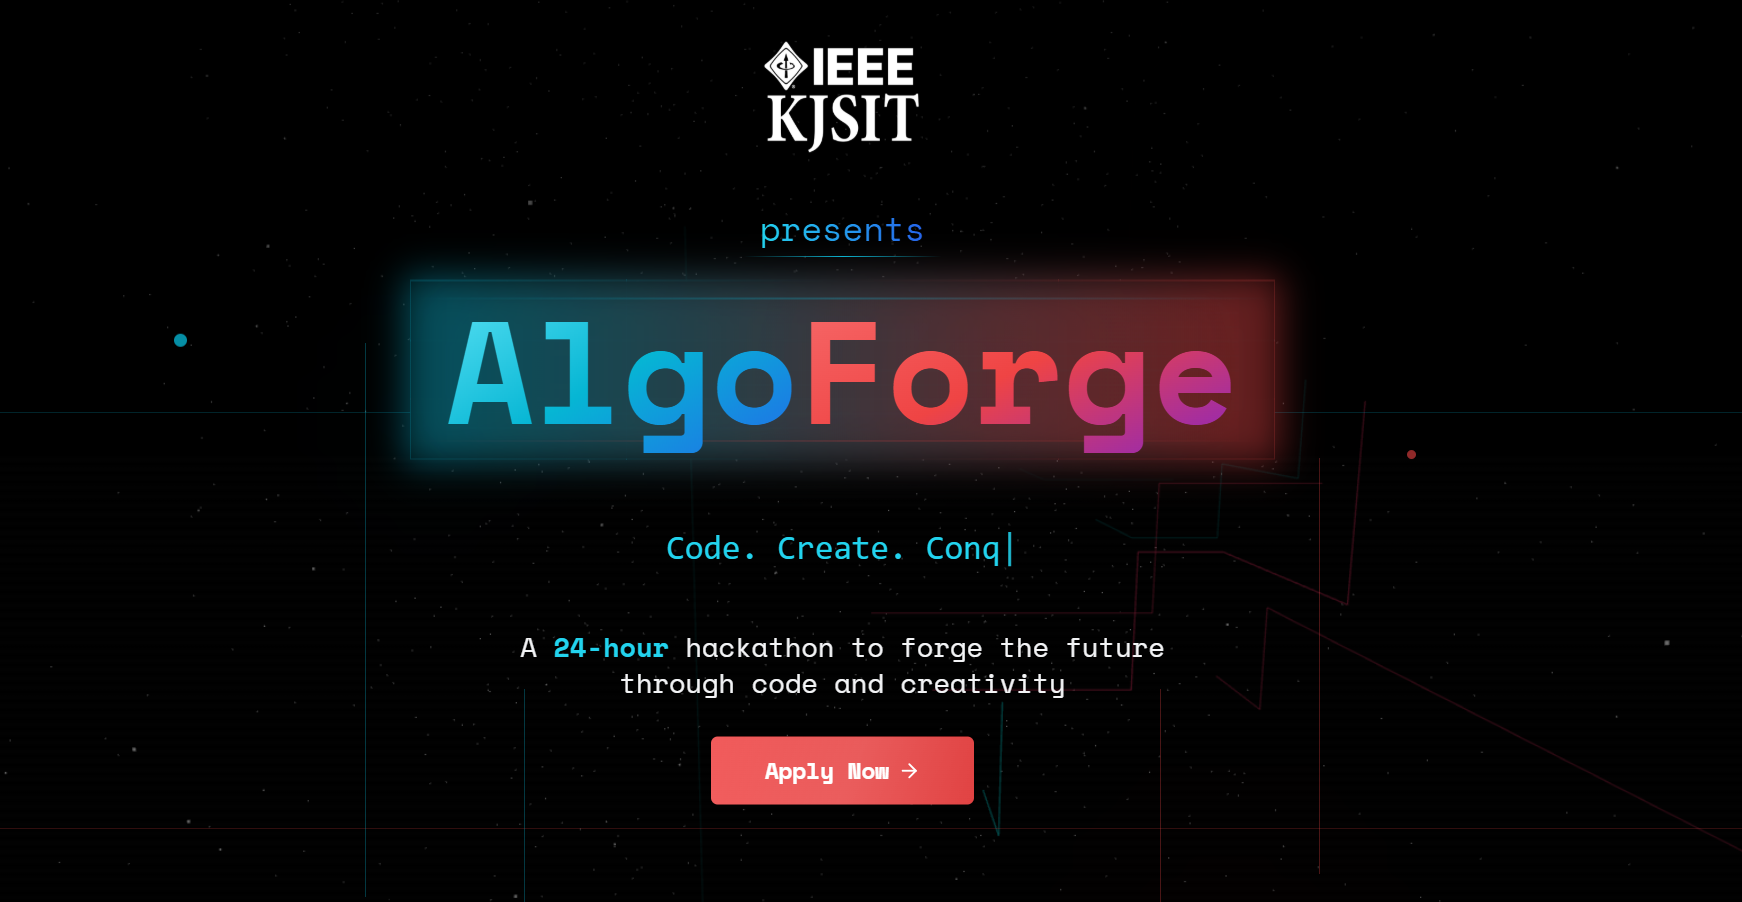 IEEE
KJSIT
presents
AlgoForge
Code. Create. Conq
A 24-hour hackathon to forge the future
through code and creativity
Apply Now →